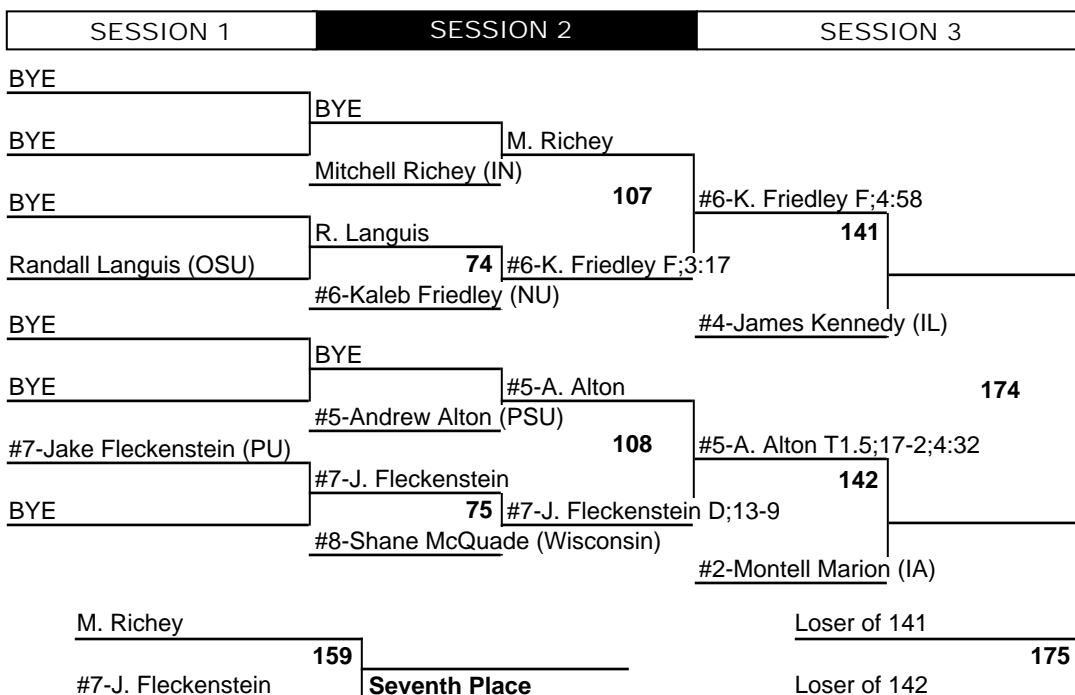 SESSION 1 SESSION 2 SESSION 3
BYE
BYE
BYE M. Richey
Mitchell Richey (IN)
107
BYE #6-K. Friedley F;4:58
R. Languis 141
Randall Languis (OSU) 74 #6-K. Friedley F;3:17
#6-Kaleb Friedley (NU)
BYE #4-James Kennedy (IL)
BYE
BYE #5-A. Alton 174
#5-Andrew Alton (PSU)
#7-Jake Fleckenstein (PU) 108 #5-A. Alton T1.5;17-2;4:32
#7-J. Fleckenstein 142
BYE 75 #7-J. Fleckenstein D;13-9
#8-Shane McQuade (Wisconsin)
#2-Montell Marion (IA)
M. Richey Loser of 141
159 175
#7-J. Fleckenstein Seventh Place Loser of 142